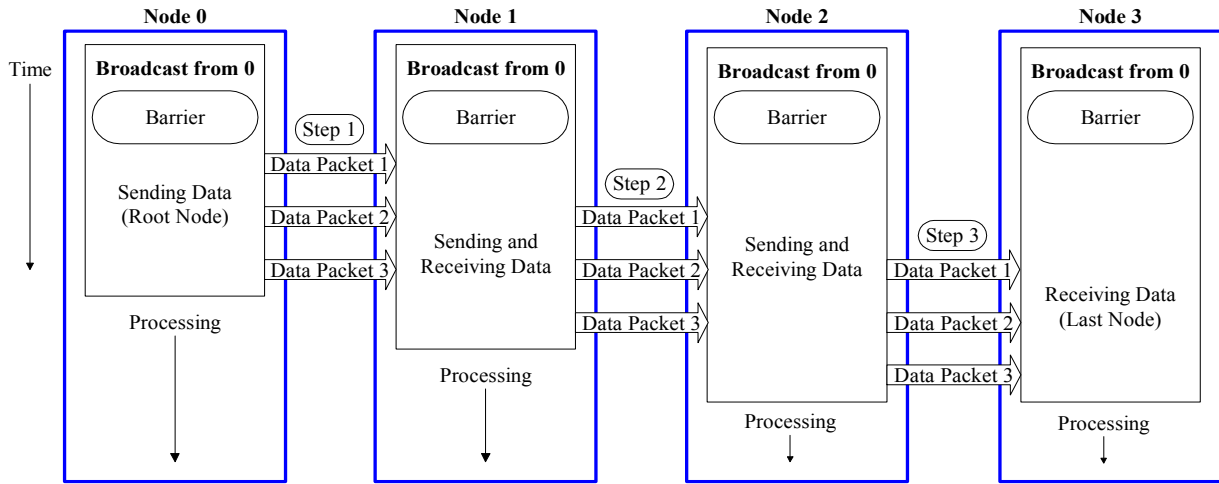 Node 0
Node 1
Node 2
Node 3
Time
Broadcast from 0
Barrier
Sending Data
(Root Node)
Processing
Step 1
Data Packet 1
Data Packet 2
Data Packet 3
Broadcast from 0
Barrier
Sending and
Receiving Data
Processing
Step 2
Data Packet 1
Data Packet 2
Data Packet 3
Broadcast from 0
Barrier
Sending and
Receiving Data
Processing
Step 3
Data Packet 1
Data Packet 2
Data Packet 3
Broadcast from 0
Barrier
Receiving Data
(Last Node)
Processing